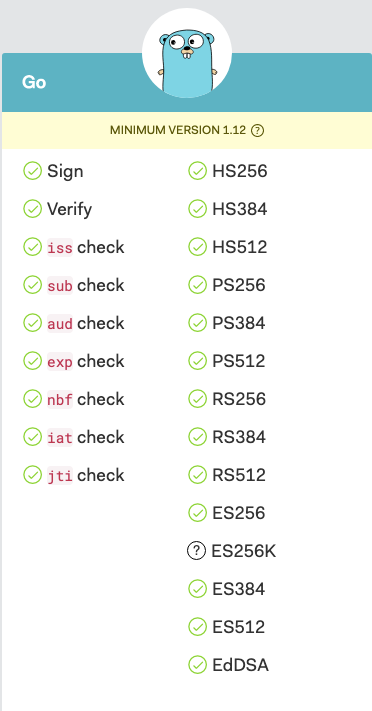 Go
MINIMUM VERSION 1.12 ?
Sign
Verify
iss check
sub check
aud check
exp check
nbf check
iat check
jti check
HS256
HS384
HS512
PS256
PS384
PS512
RS256
RS384
RS512
ES256
? ES256K
ES384
ES512
EdDSA